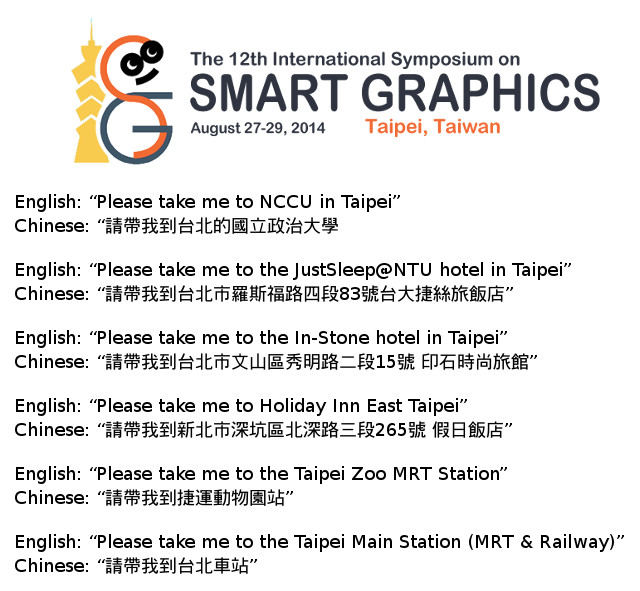 The 12th International Symposium on
SMART GRAPHICS
August 27-29, 2014 Taipei, Taiwan
English: “Please take me to NCCU in Taipei”
Chinese: “請帶我到台北的國立政治大學
English: “Please take me to the JustSleep@NTU hotel in Taipei”
Chinese: “請帶我到台北市羅斯福路四段83號台大捷絲旅飯店”
English: “Please take me to the In-Stone hotel in Taipei”
Chinese: “請帶我到台北市文山區秀明路二段15號 印石時尚旅館”
English: “Please take me to Holiday Inn East Taipei”
Chinese: “請帶我到新北市深坑區北深路三段265號 假日飯店”
English: “Please take me to the Taipei Zoo MRT Station”
Chinese: “請帶我到捷運動物園站”
English: “Please take me to the Taipei Main Station (MRT & Railway)”
Chinese: “請帶我到台北車站”